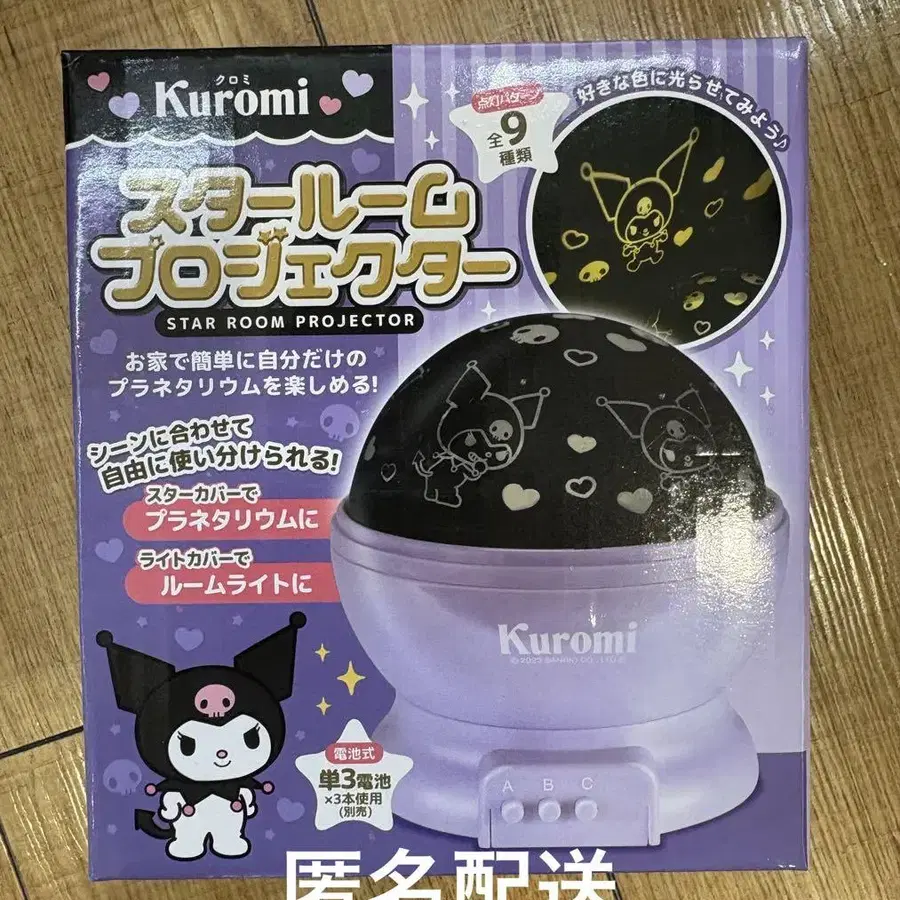 クロミ
Kuromi
スタールーム
プロジェクター
STAR ROOM PROJECTOR
お家で簡単に自分だけの
プラネタリウムを楽しめる!
シーンに合わせて
自由に使い分けられる!
スターカバーで
プラネタリウムに
ライトカバーで
ルームライトに
点灯パターン
全9
種類
好きな色に光らせてみよう♪
Kuromi
A B C
電池式
単3電池
×3本使用
(別売)
匿名配送